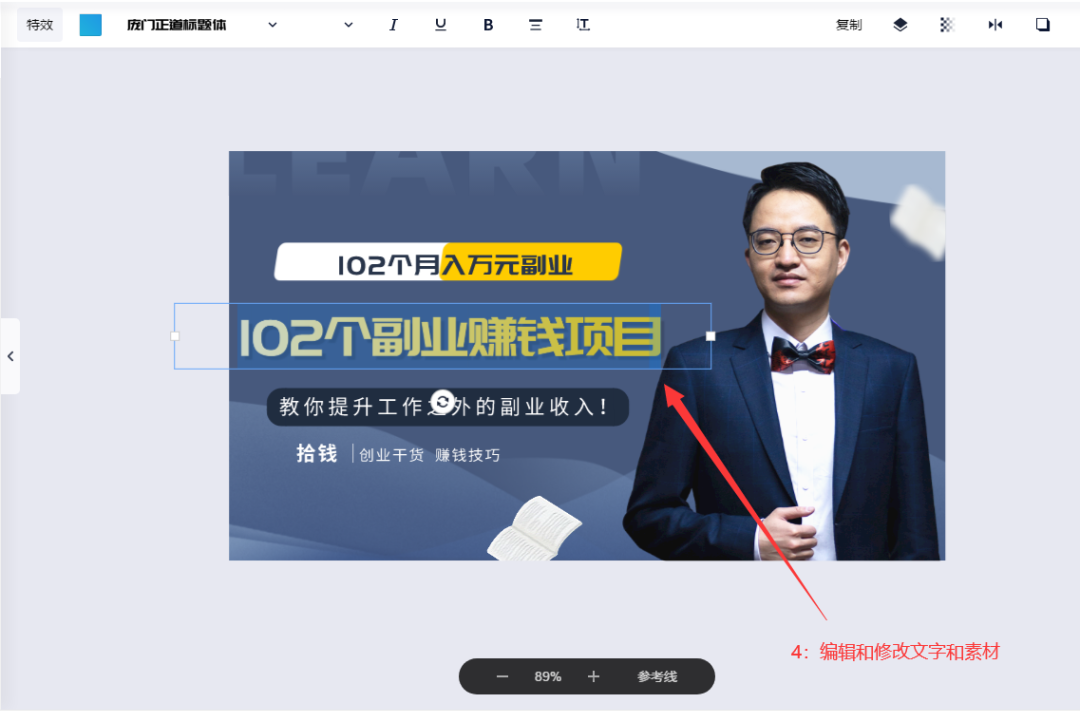 特效 庞门正道标题体 I U B 复制
LEARN
102个月入万元副业
102个副业赚钱项目
教你提升工作之外的副业收入!
拾钱 创业干货 赚钱技巧
4: 编辑和修改文字和素材
89% 参考线